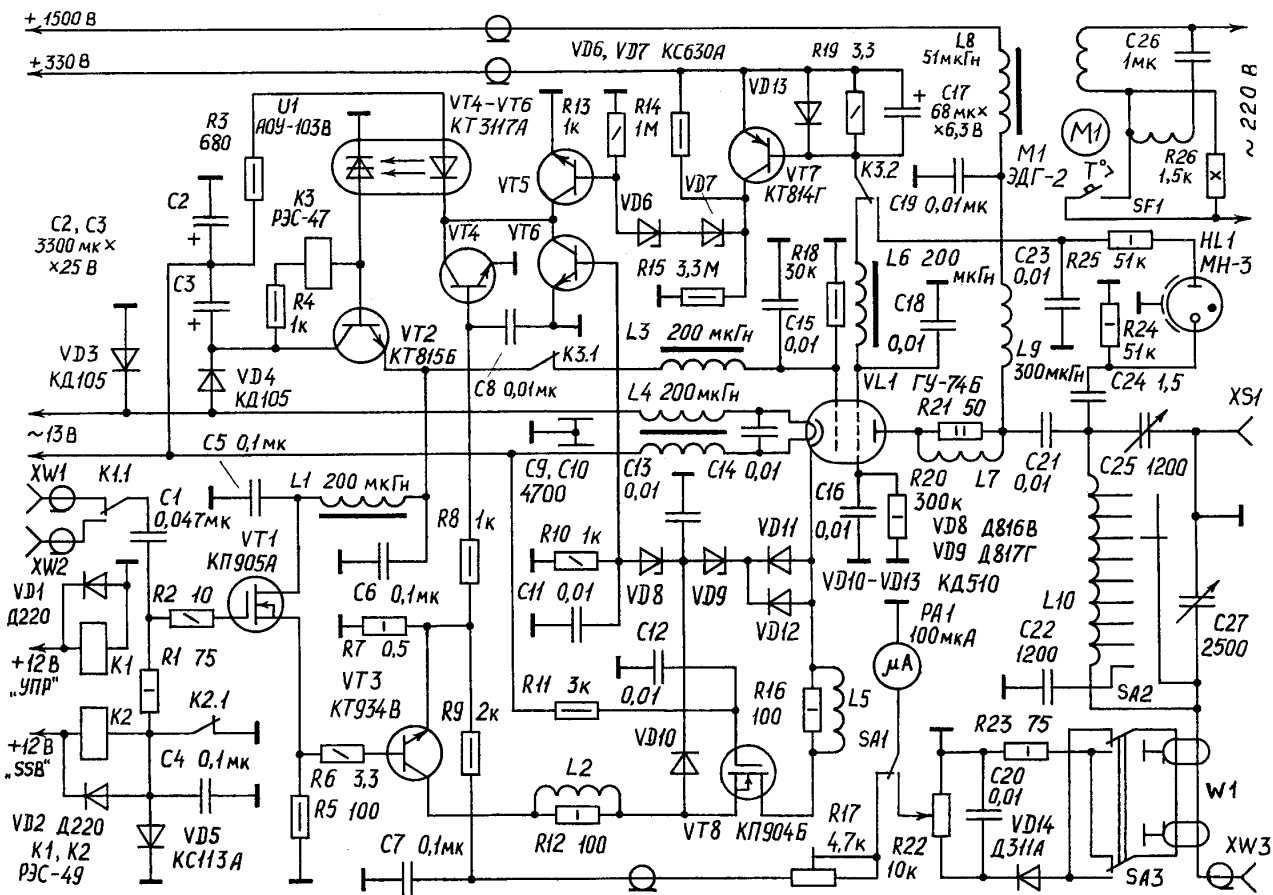 +1500 В
+330 В
VD6, VD7 КС630А
R19 3,3
L8
51мкГн
C26
1мк
~220 В
R3
680
U1
АОУ-103В
VT4-VT6
КТ3117А
R13
1к
R14
1М
VD13
C17
68 мк×
×6,3 В
М1
ЭДГ-2
M1
R26
1,5к
T°
SF1
C2
C2, C3
3300 мк ×
×25 В
C3
K3
РЭС-47
R4
1к
VT5
VT4
VT6
VD6
VD7
VT7
КТ814Г
K3.2
C19 0,01мк
R15 3,3М
R18
30к
L6 200
мкГн
C23
0,01
R25
51к
HL1
МН-3
C18
0,01
C15
0,01
R24
51к
VD3
КД105
VD4
КД105
VT2
КТ815Б
C8 0,01мк
K3.1
L3
200 мкГн
L4 200мкГн
VL1 ГУ-74Б
L9
300мкГн
C24 1,5
R21 50
XS1
~13В
C5 0,1мк
C9, C10
4700
C13
0,01
C14 0,01
C16
0,01
R20
300к
L7
C21
0,01
C25 1200
XW1
K1.1
XW2
C1
0,047мк
L1 200 мкГн
VT1
КП905А
R8
1к
R10 1к
VD11
VD8 Д816В
VD9 Д817Г
VD10-VD13 КД510
VD1
Д220
R2 10
C6 0,1мк
C11 0,01
VD8
VD9
VD12
L10
C27
2500
+12В
„УПР"
K1
R1 75
R7 0,5
C12
0,01
PA1
100мкА
μA
C22
1200
SA2
VT3
КТ934В
R11 3к
R16
100
L5
SA1
K2
K2.1
+12В
„SSB"
C4 0,1мк
R9 2к
VD10
R23 75
R6 3,3
R5 100
L2
R12 100
VT8
КП904Б
R17
4,7к
R22
10к
C20
0,01
VD14
Д311А
W1
VD2 Д220
K1, K2
РЭС-49
VD5
КС113А
C7 0,1мк
SA3
XW3